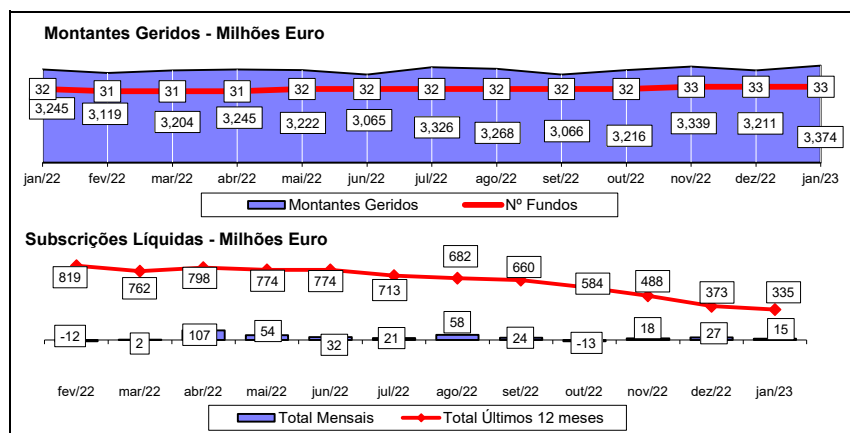 Montantes Geridos - Milhões Euro
32 31 31 31 32 32 32 32 32 32 33 33 33
3,245 3,119 3,204 3,245 3,222 3,065 3,326 3,268 3,066 3,216 3,339 3,211 3,374
jan/22 fev/22 mar/22 abr/22 mai/22 jun/22 jul/22 ago/22 set/22 out/22 nov/22 dez/22 jan/23
Montantes Geridos Nº Fundos
Subscrições Líquidas - Milhões Euro
819 762 798 774 774 713 682 660 584 488 373 335
-12 2 107 54 32 21 58 24 -13 18 27 15
fev/22 mar/22 abr/22 mai/22 jun/22 jul/22 ago/22 set/22 out/22 nov/22 dez/22 jan/23
Total Mensais Total Últimos 12 meses